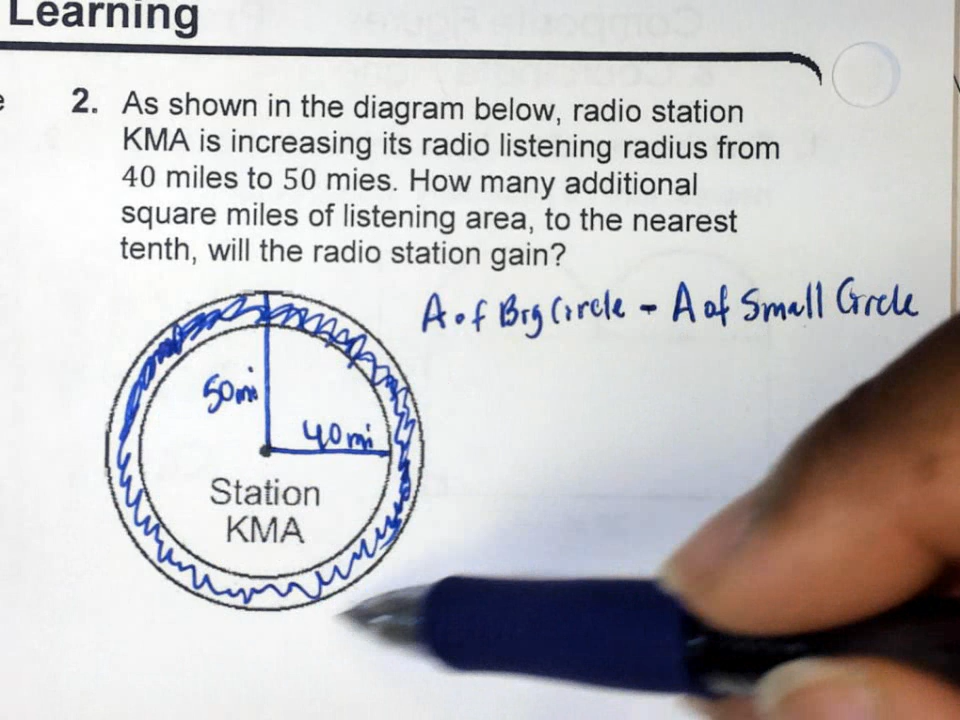 Learning
e
2. As shown in the diagram below, radio station
KMA is increasing its radio listening radius from
40 miles to 50 mies. How many additional
square miles of listening area, to the nearest
tenth, will the radio station gain?
A of Big Circle - A of Small Circle
50mi
40 mi
Station
KMA